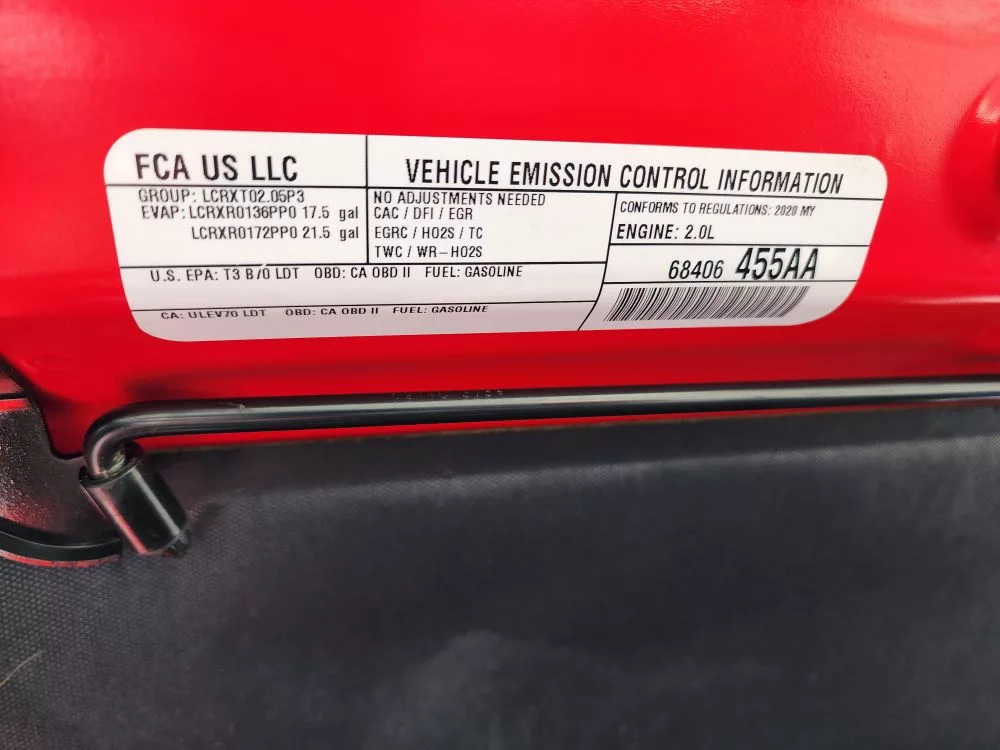 FCA US LLC
VEHICLE EMISSION CONTROL INFORMATION
GROUP: LCRXT02.05P3
EVAP: LCRXR0136PP0 17.5 gal
LCRXR0172PP0 21.5 gal
NO ADJUSTMENTS NEEDED
CAC / DFI / EGR
EGRC / HO2S / TC
TWC / WR-HO2S
CONFORMS TO REGULATIONS: 2020 MY
ENGINE: 2.0L
68406 455AA
U.S. EPA: T3 B70 LDT OBD: CA OBD II FUEL: GASOLINE
CA: ULEV70 LDT OBD: CA OBD II FUEL: GASOLINE